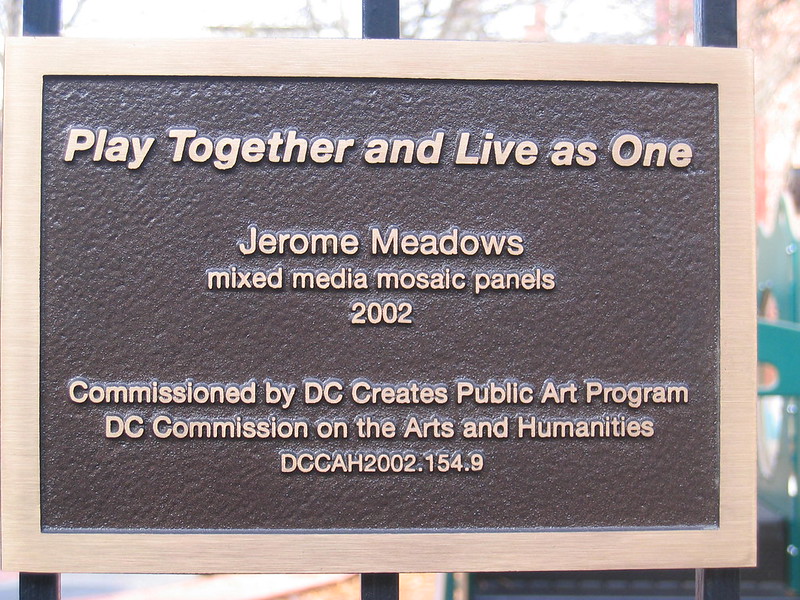 Play Together and Live as One
Jerome Meadows
mixed media mosaic panels
2002
Commissioned by DC Creates Public Art Program
DC Commission on the Arts and Humanities
DCCAH2002.154.9